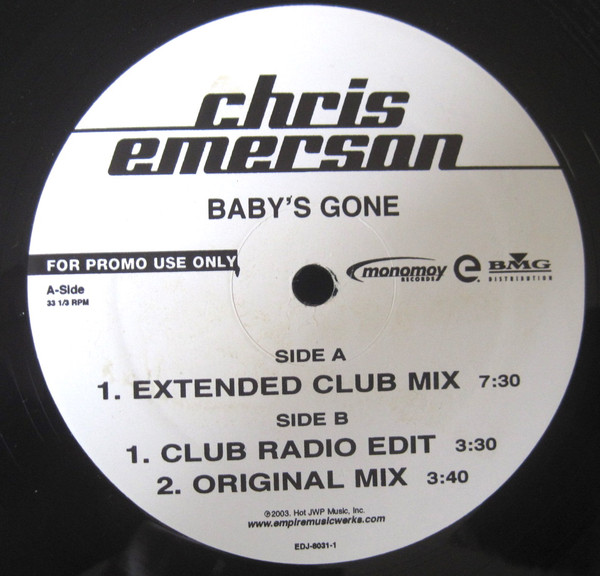 chris
emerson
BABY'S GONE
FOR PROMO USE ONLY
A-Side
33 1/3 RPM
monomoy
RECORDS
e.
BMG
DISTRIBUTION
SIDE A
1. EXTENDED CLUB MIX 7:30
SIDE B
1. CLUB RADIO EDIT 3:30
2. ORIGINAL MIX 3:40
℗2003. Hot JWP Music, Inc.
www.empiremusicwerks.com
EDJ-8031-1